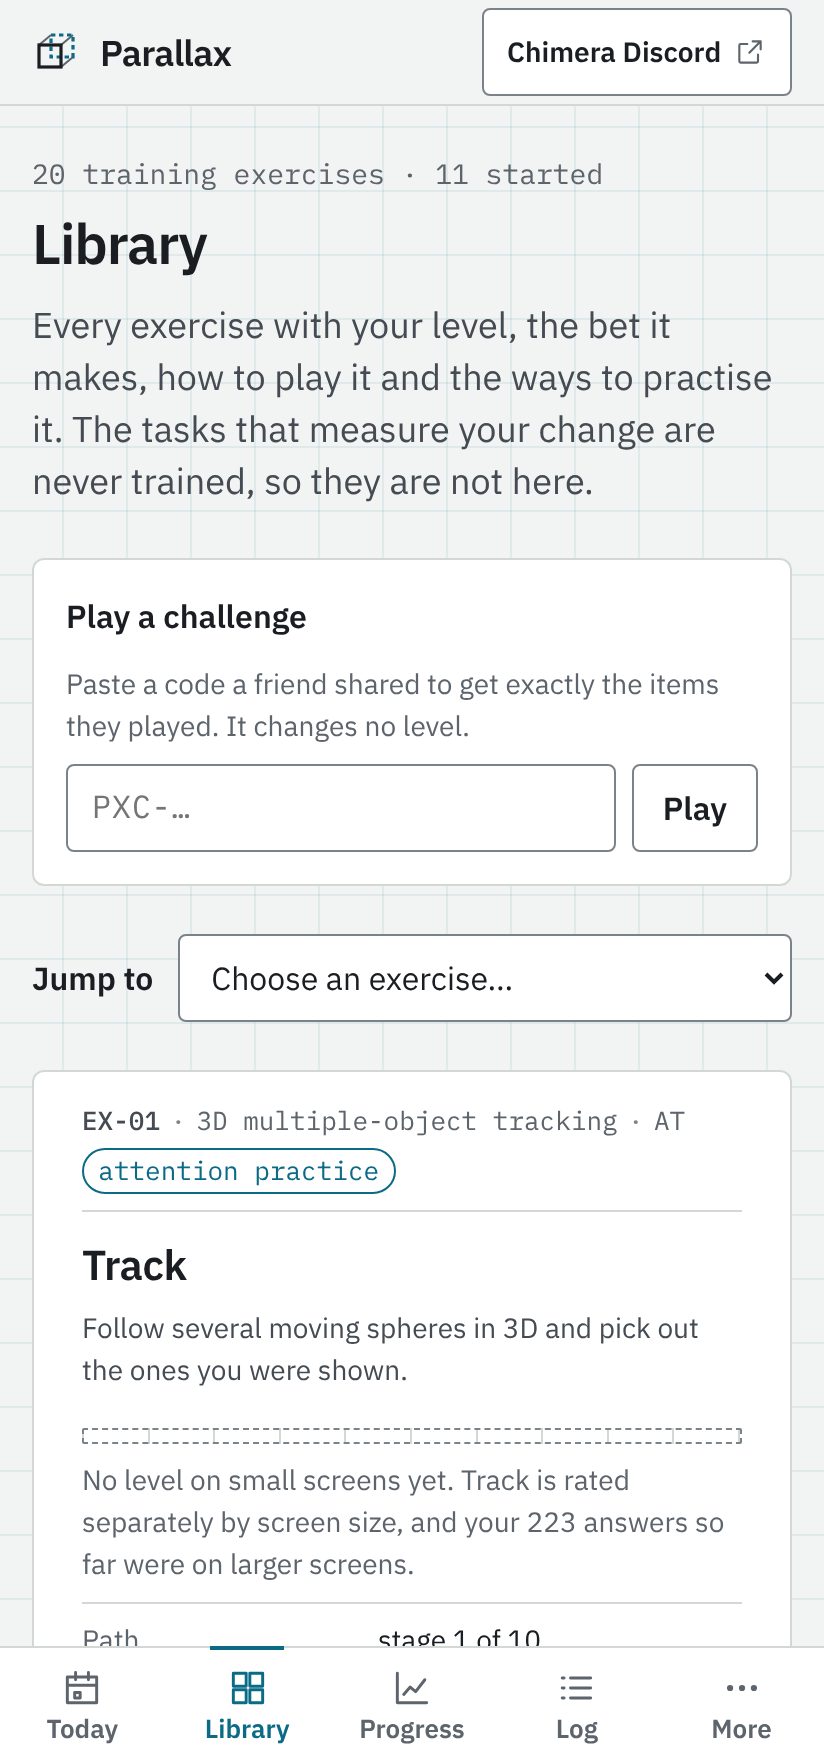 Parallax
Chimera Discord
20 training exercises · 11 started
Library
Every exercise with your level, the bet it
makes, how to play it and the ways to practise
it. The tasks that measure your change are
never trained, so they are not here.
Play a challenge
Paste a code a friend shared to get exactly the items
they played. It changes no level.
PXC-…
Play
Jump to
Choose an exercise...
EX-01 · 3D multiple-object tracking · AT
attention practice
Track
Follow several moving spheres in 3D and pick out
the ones you were shown.
No level on small screens yet. Track is rated
separately by screen size, and your 223 answers so
far were on larger screens.
Path
stage 1 of 10
Today
Library
Progress
Log
More